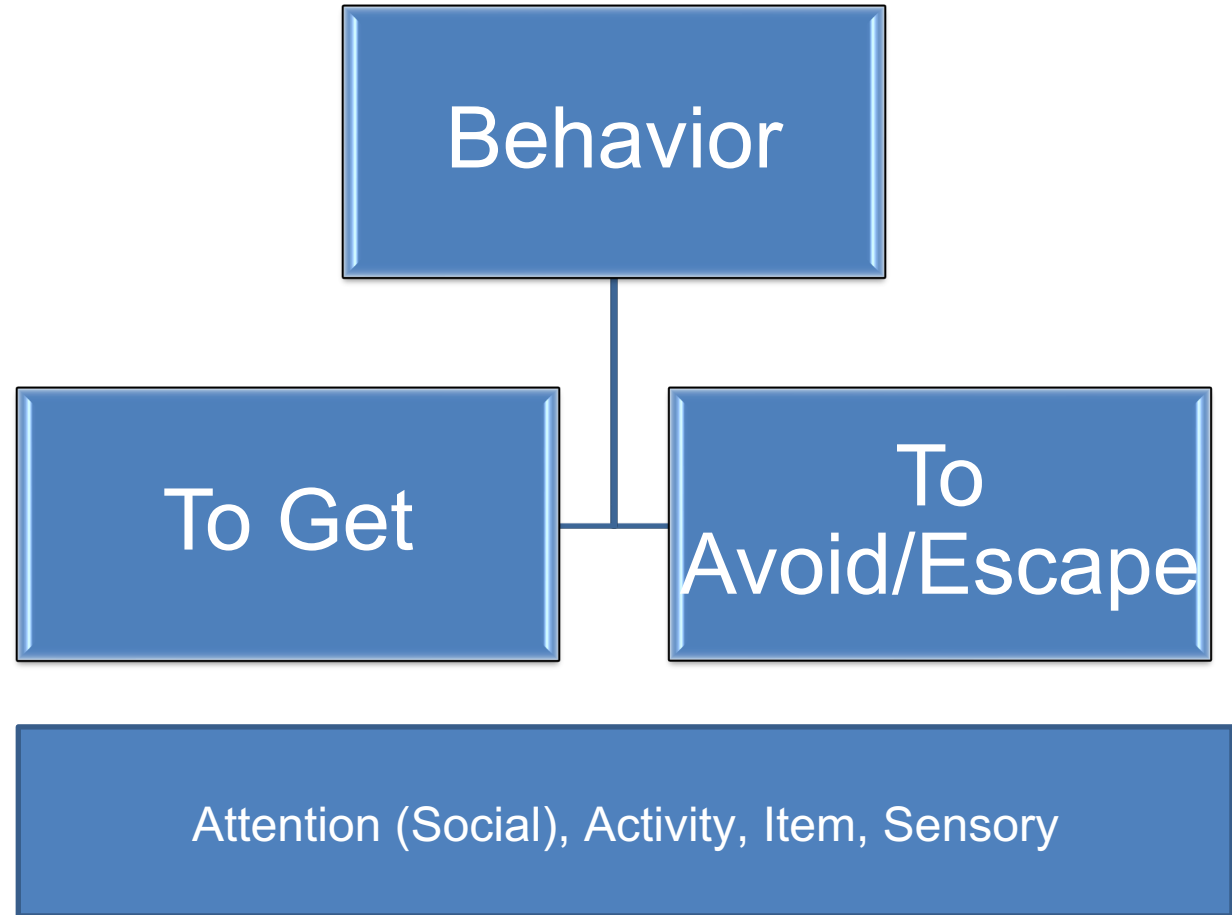 Behavior
To Get
To
Avoid/Escape
Attention (Social), Activity, Item, Sensory